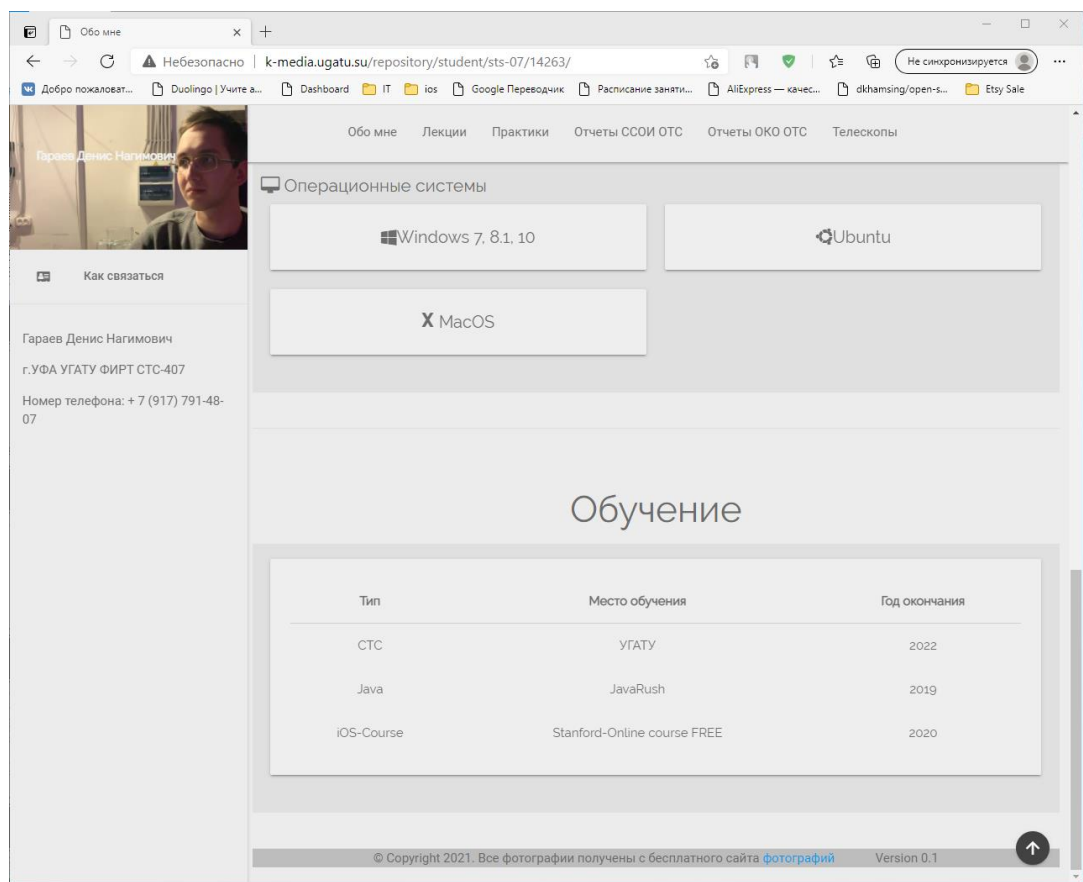 Обо мне
Небезопасно k-media.ugatu.su/repository/student/sts-07/14263/ Не синхронизируется
Добро пожаловат... Duolingo | Учите а... Dashboard IT ios Google Переводчик Расписание заняти... AliExpress — качес... dkhamsing/open-s... Etsy Sale
Обо мне Лекции Практики Отчеты ССОИ ОТС Отчеты ОКО ОТС Телескопы
Гараев Денис Нагимович
Как связаться
Гараев Денис Нагимович
г.УФА УГАТУ ФИРТ СТС-407
Номер телефона: + 7 (917) 791-48-
07
Операционные системы
Windows 7, 8.1, 10
Ubuntu
X MacOS
Обучение
Тип Место обучения Год окончания
СТС УГАТУ 2022
Java JavaRush 2019
iOS-Course Stanford-Online course FREE 2020
© Copyright 2021. Все фотографии получены с бесплатного сайта фотографий Version 0.1